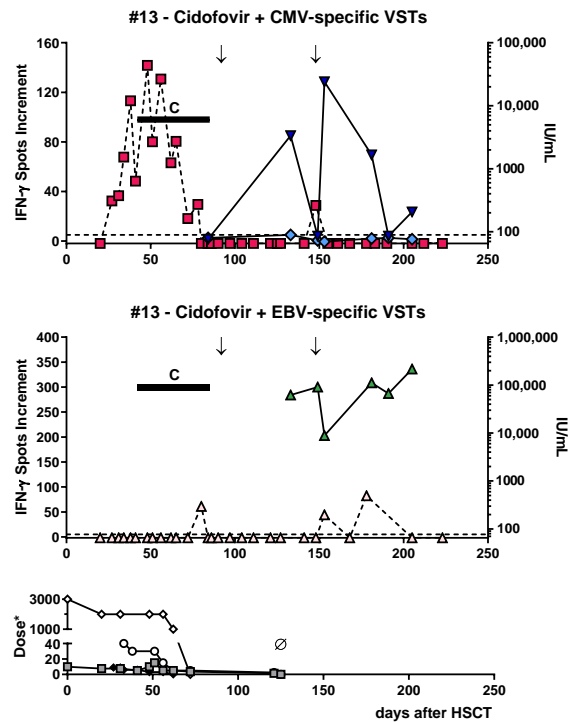 #13 - Cidofovir + CMV-specific VSTs
IFN-γ Spots Increment
160
120
80
40
0
C
↓ ↓
100,000
10,000
1000
100
IU/mL
0 50 100 150 200 250
#13 - Cidofovir + EBV-specific VSTs
IFN-γ Spots Increment
400
350
300
250
200
150
100
50
0
C
↓ ↓
1,000,000
100,000
10,000
1000
100
IU/mL
0 50 100 150 200 250
Dose*
3000
1000
40
20
0
∅
0 50 100 150 200 250
days after HSCT